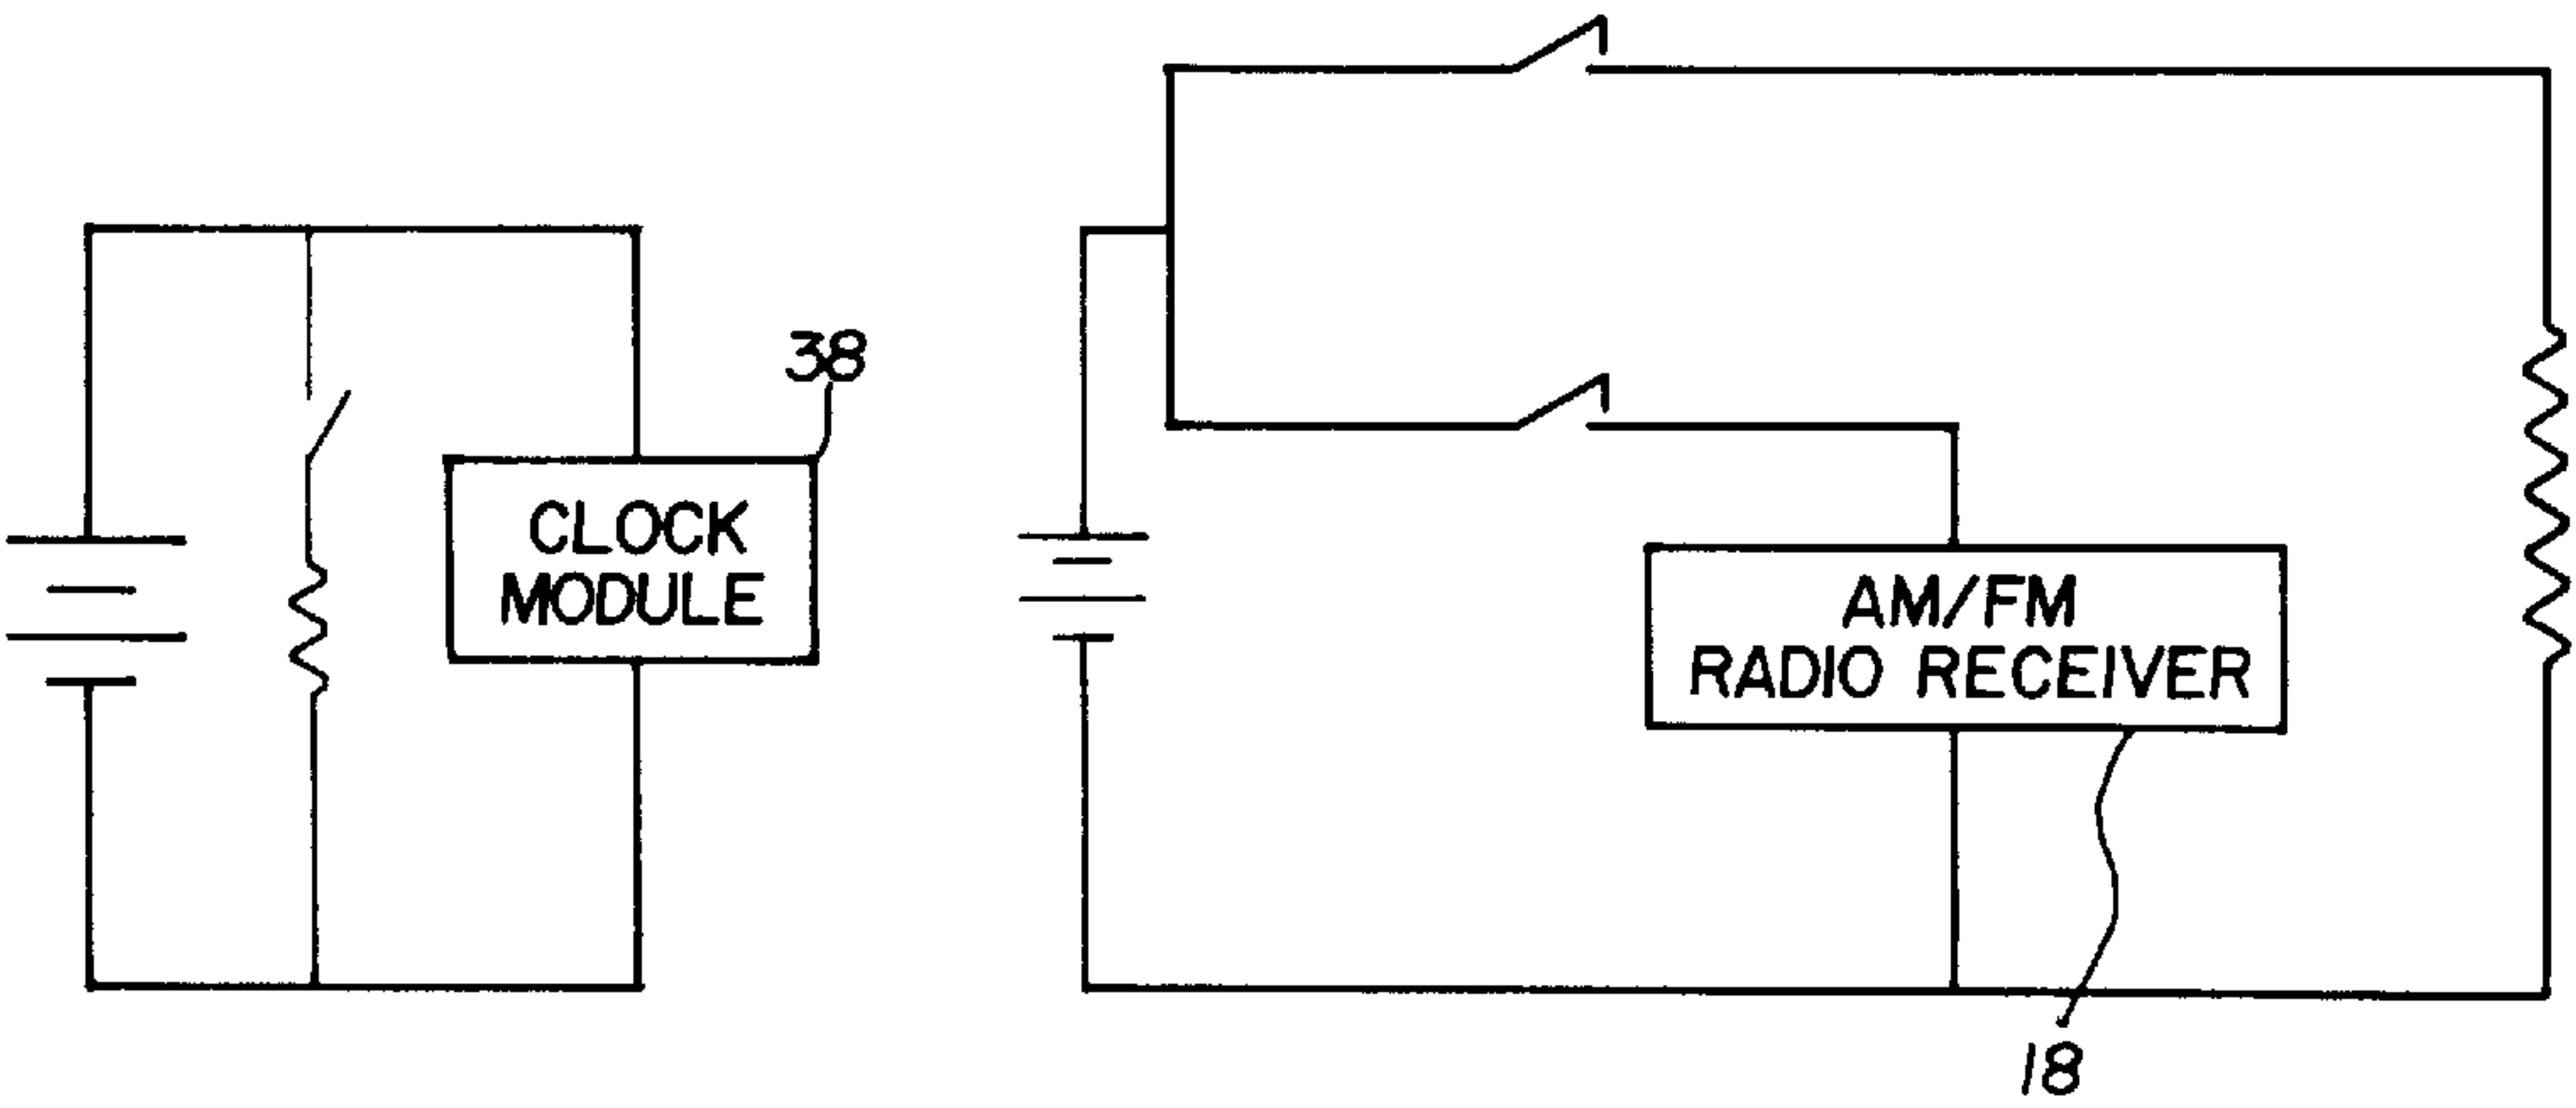 38
CLOCK
MODULE
AM/FM
RADIO RECEIVER
18